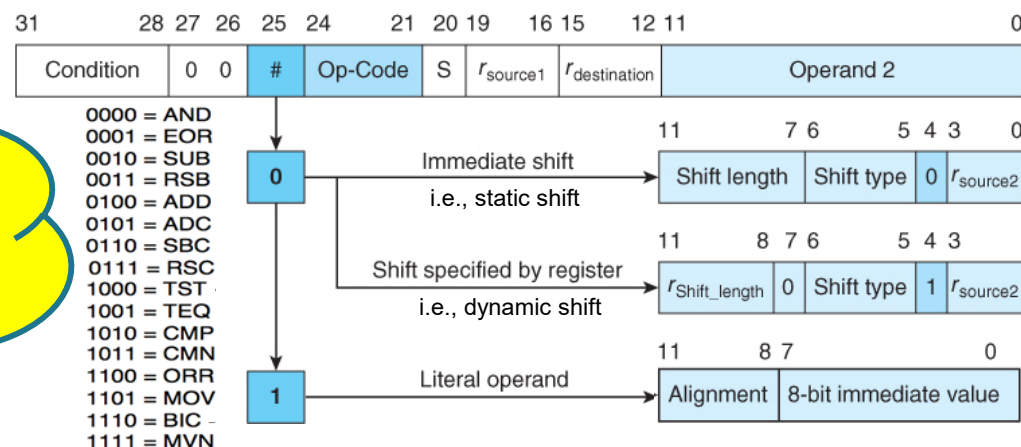 31 28 27 26 25 24 21 20 19 16 15 12 11 0
Condition 0 0 # Op-Code S rsource1 rdestination Operand 2
0000 = AND
0001 = EOR
0010 = SUB
0011 = RSB
0100 = ADD
0101 = ADC
0110 = SBC
0111 = RSC
1000 = TST
1001 = TEQ
1010 = CMP
1011 = CMN
1100 = ORR
1101 = MOV
1110 = BIC
1111 = MVN
0
Immediate shift
i.e., static shift
11 7 6 5 4 3 0
Shift length Shift type 0 rsource2
Shift specified by register
i.e., dynamic shift
11 8 7 6 5 4 3
rShift_length 0 Shift type 1 rsource2
1
Literal operand
11 8 7 0
Alignment 8-bit immediate value